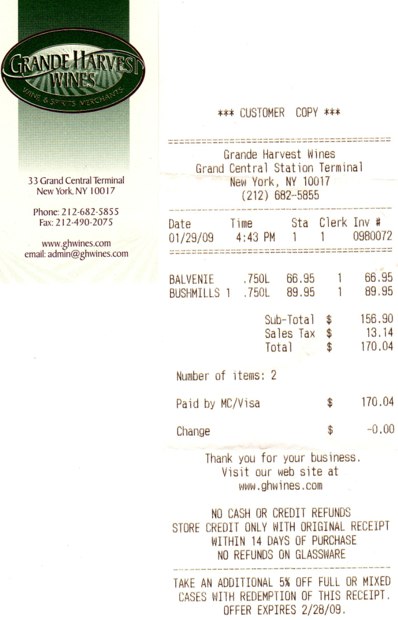 GRANDE HARVEST
WINES
WINE & SPIRITS MERCHANTS
33 Grand Central Terminal
New York, NY 10017
Phone: 212-682-5855
Fax: 212-490-2075
www.ghwines.com
email: admin@ghwines.com
*** CUSTOMER COPY ***
Grande Harvest Wines
Grand Central Station Terminal
New York, NY 10017
(212) 682-5855
Date Time Sta Clerk Inv #
01/29/09 4:43 PM 1 1 0980072
BALVENIE .750L 66.95 1 66.95
BUSHMILLS 1 .750L 89.95 1 89.95
Sub-Total $ 156.90
Sales Tax $ 13.14
Total $ 170.04
Number of items: 2
Paid by MC/Visa $ 170.04
Change $ -0.00
Thank you for your business.
Visit our web site at
www.ghwines.com
NO CASH OR CREDIT REFUNDS
STORE CREDIT ONLY WITH ORIGINAL RECEIPT
WITHIN 14 DAYS OF PURCHASE
NO REFUNDS ON GLASSWARE
TAKE AN ADDITIONAL 5% OFF FULL OR MIXED
CASES WITH REDEMPTION OF THIS RECEIPT.
OFFER EXPIRES 2/28/09.